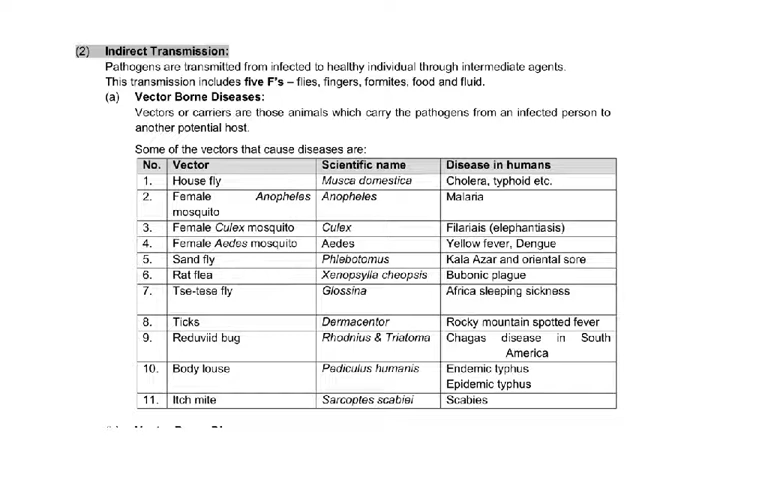 (2) Indirect Transmission:
Pathogens are transmitted from infected to healthy individual through intermediate agents.
This transmission includes five F's – flies, fingers, formites, food and fluid.
(a) Vector Borne Diseases:
Vectors or carriers are those animals which carry the pathogens from an infected person to
another potential host.
Some of the vectors that cause diseases are:
No. Vector Scientific name Disease in humans
1. House fly Musca domestica Cholera, typhoid etc.
2. Female Anopheles Anopheles Malaria
mosquito
3. Female Culex mosquito Culex Filariais (elephantiasis)
4. Female Aedes mosquito Aedes Yellow fever, Dengue
5. Sand fly Phlebotomus Kala Azar and oriental sore
6. Rat flea Xenopsylla cheopsis Bubonic plague
7. Tse-tese fly Glossina Africa sleeping sickness
8. Ticks Dermacentor Rocky mountain spotted fever
9. Reduviid bug Rhodnius & Triatoma Chagas disease in South
America
10. Body louse Pediculus humanis Endemic typhus
Epidemic typhus
11. Itch mite Sarcoptes scabiei Scabies